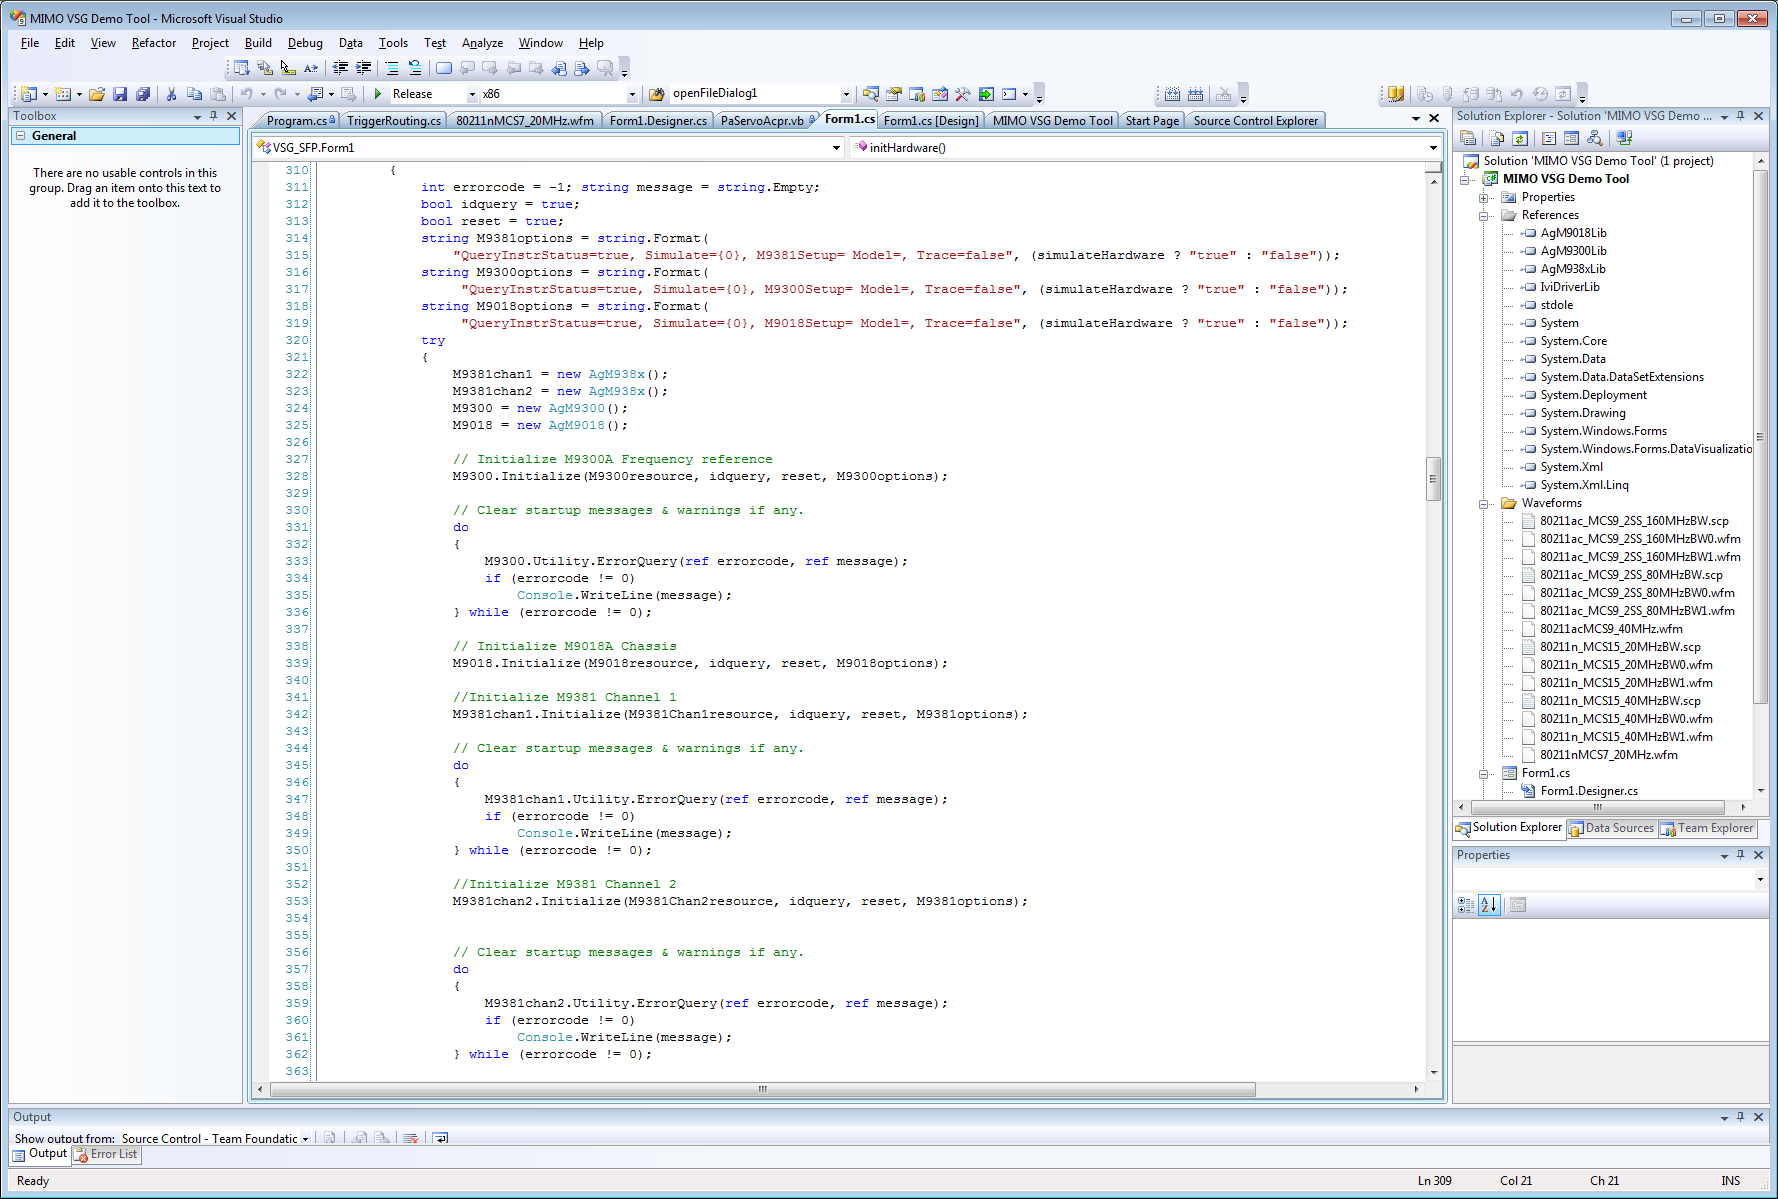 MIMO VSG Demo Tool - Microsoft Visual Studio
File Edit View Refactor Project Build Debug Data Tools Test Analyze Window Help
Release x86 openFileDialog1
Toolbox
General
There are no usable controls in this
group. Drag an item onto this text to
add it to the toolbox.
Program.cs TriggerRouting.cs 80211nMCS7_20MHz.wfm Form1.Designer.cs PaServoAcpr.vb Form1.cs Form1.cs [Design] MIMO VSG Demo Tool Start Page Source Control Explorer
VSG_SFP.Form1 initHardware()
310 {
311 int errorcode = -1; string message = string.Empty;
312 bool idquery = true;
313 bool reset = true;
314 string M9381options = string.Format(
315 "QueryInstrStatus=true, Simulate={0}, M9381Setup= Model=, Trace=false", (simulateHardware ? "true" : "false"));
316 string M9300options = string.Format(
317 "QueryInstrStatus=true, Simulate={0}, M9300Setup= Model=, Trace=false", (simulateHardware ? "true" : "false"));
318 string M9018options = string.Format(
319 "QueryInstrStatus=true, Simulate={0}, M9018Setup= Model=, Trace=false", (simulateHardware ? "true" : "false"));
320 try
321 {
322 M9381chan1 = new AgM938x();
323 M9381chan2 = new AgM938x();
324 M9300 = new AgM9300();
325 M9018 = new AgM9018();
326
327 // Initialize M9300A Frequency reference
328 M9300.Initialize(M9300resource, idquery, reset, M9300options);
329
330 // Clear startup messages & warnings if any.
331 do
332 {
333 M9300.Utility.ErrorQuery(ref errorcode, ref message);
334 if (errorcode != 0)
335 Console.WriteLine(message);
336 } while (errorcode != 0);
337
338 // Initialize M9018A Chassis
339 M9018.Initialize(M9018resource, idquery, reset, M9018options);
340
341 //Initialize M9381 Channel 1
342 M9381chan1.Initialize(M9381Chan1resource, idquery, reset, M9381options);
343
344 // Clear startup messages & warnings if any.
345 do
346 {
347 M9381chan1.Utility.ErrorQuery(ref errorcode, ref message);
348 if (errorcode != 0)
349 Console.WriteLine(message);
350 } while (errorcode != 0);
351
352 //Initialize M9381 Channel 2
353 M9381chan2.Initialize(M9381Chan2resource, idquery, reset, M9381options);
354
355
356 // Clear startup messages & warnings if any.
357 do
358 {
359 M9381chan2.Utility.ErrorQuery(ref errorcode, ref message);
360 if (errorcode != 0)
361 Console.WriteLine(message);
362 } while (errorcode != 0);
363
Solution Explorer - Solution 'MIMO VSG Demo ...
Solution 'MIMO VSG Demo Tool' (1 project)
MIMO VSG Demo Tool
Properties
References
AgM9018Lib
AgM9300Lib
AgM938xLib
IviDriverLib
stdole
System
System.Core
System.Data
System.Data.DataSetExtensions
System.Deployment
System.Drawing
System.Windows.Forms
System.Windows.Forms.DataVisualizatio
System.Xml
System.Xml.Linq
Waveforms
80211ac_MCS9_2SS_160MHzBW.scp
80211ac_MCS9_2SS_160MHzBW0.wfm
80211ac_MCS9_2SS_160MHzBW1.wfm
80211ac_MCS9_2SS_80MHzBW.scp
80211ac_MCS9_2SS_80MHzBW0.wfm
80211ac_MCS9_2SS_80MHzBW1.wfm
80211acMCS9_40MHz.wfm
80211n_MCS15_20MHzBW.scp
80211n_MCS15_20MHzBW0.wfm
80211n_MCS15_20MHzBW1.wfm
80211n_MCS15_40MHzBW.scp
80211n_MCS15_40MHzBW0.wfm
80211n_MCS15_40MHzBW1.wfm
80211nMCS7_20MHz.wfm
Form1.cs
Form1.Designer.cs
Solution Explorer Data Sources Team Explorer
Properties
Output
Show output from: Source Control - Team Foundatic
Output Error List
Ready Ln 309 Col 21 Ch 21 INS